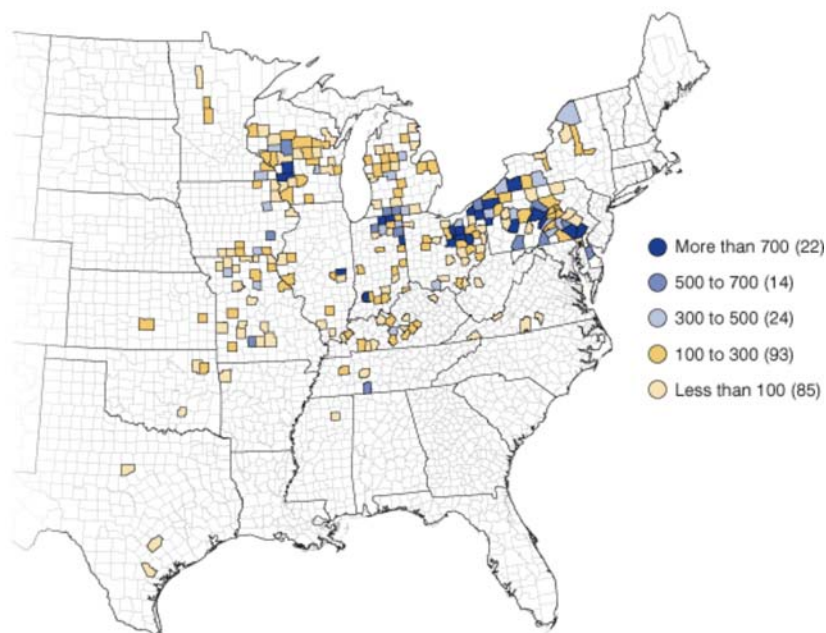 More than 700 (22)
500 to 700 (14)
300 to 500 (24)
100 to 300 (93)
Less than 100 (85)